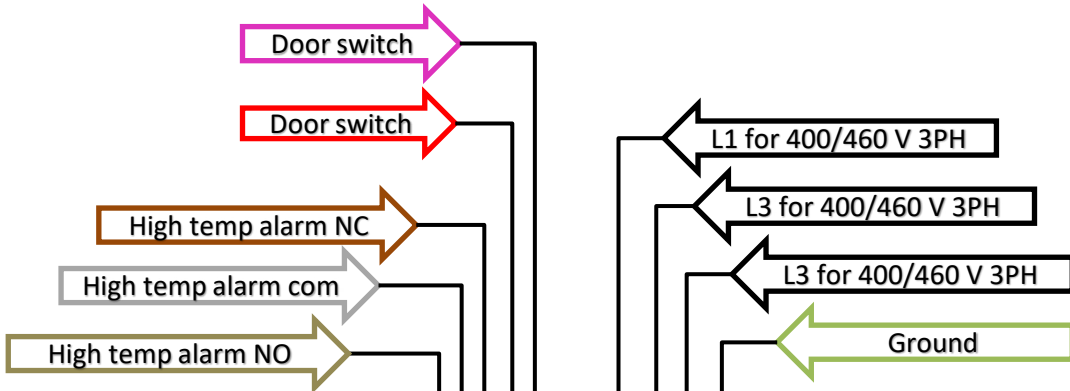 Door switch
Door switch
High temp alarm NC
High temp alarm com
High temp alarm NO
L1 for 400/460 V 3PH
L3 for 400/460 V 3PH
L3 for 400/460 V 3PH
Ground